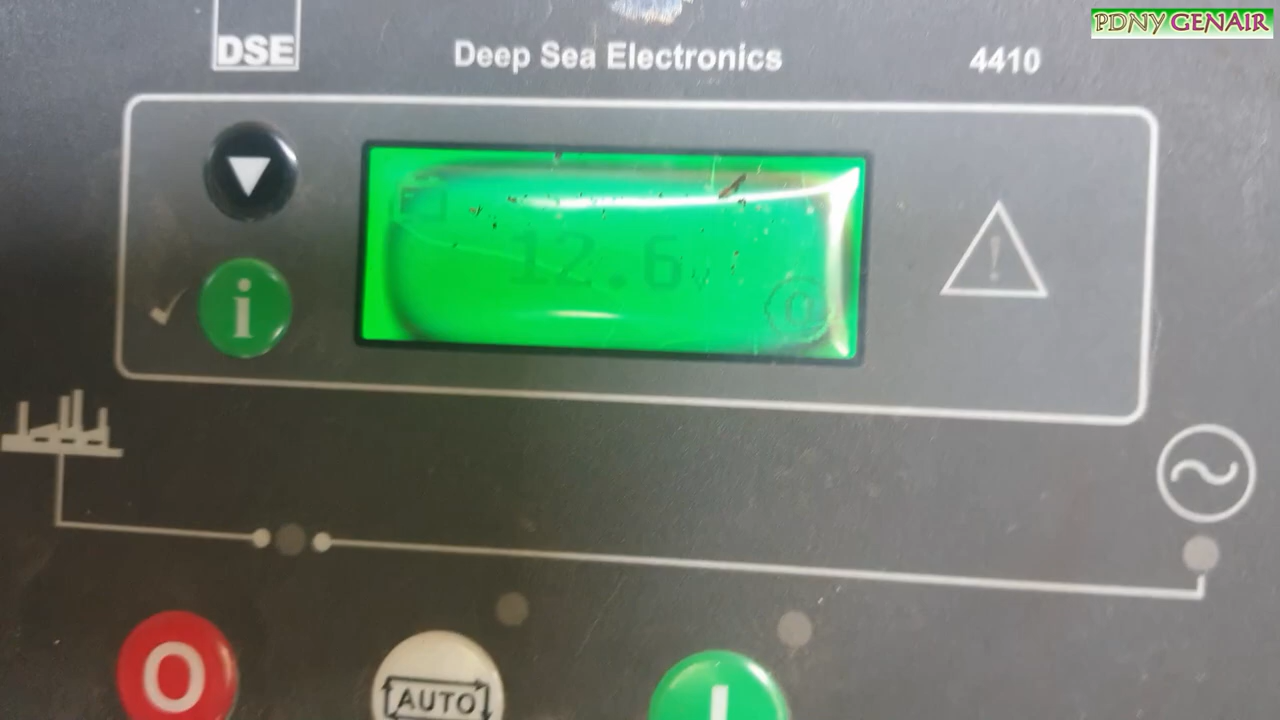 PDNY GENAIR
DSE
Deep Sea Electronics
4410
12.6v
i
O
AUTO
I